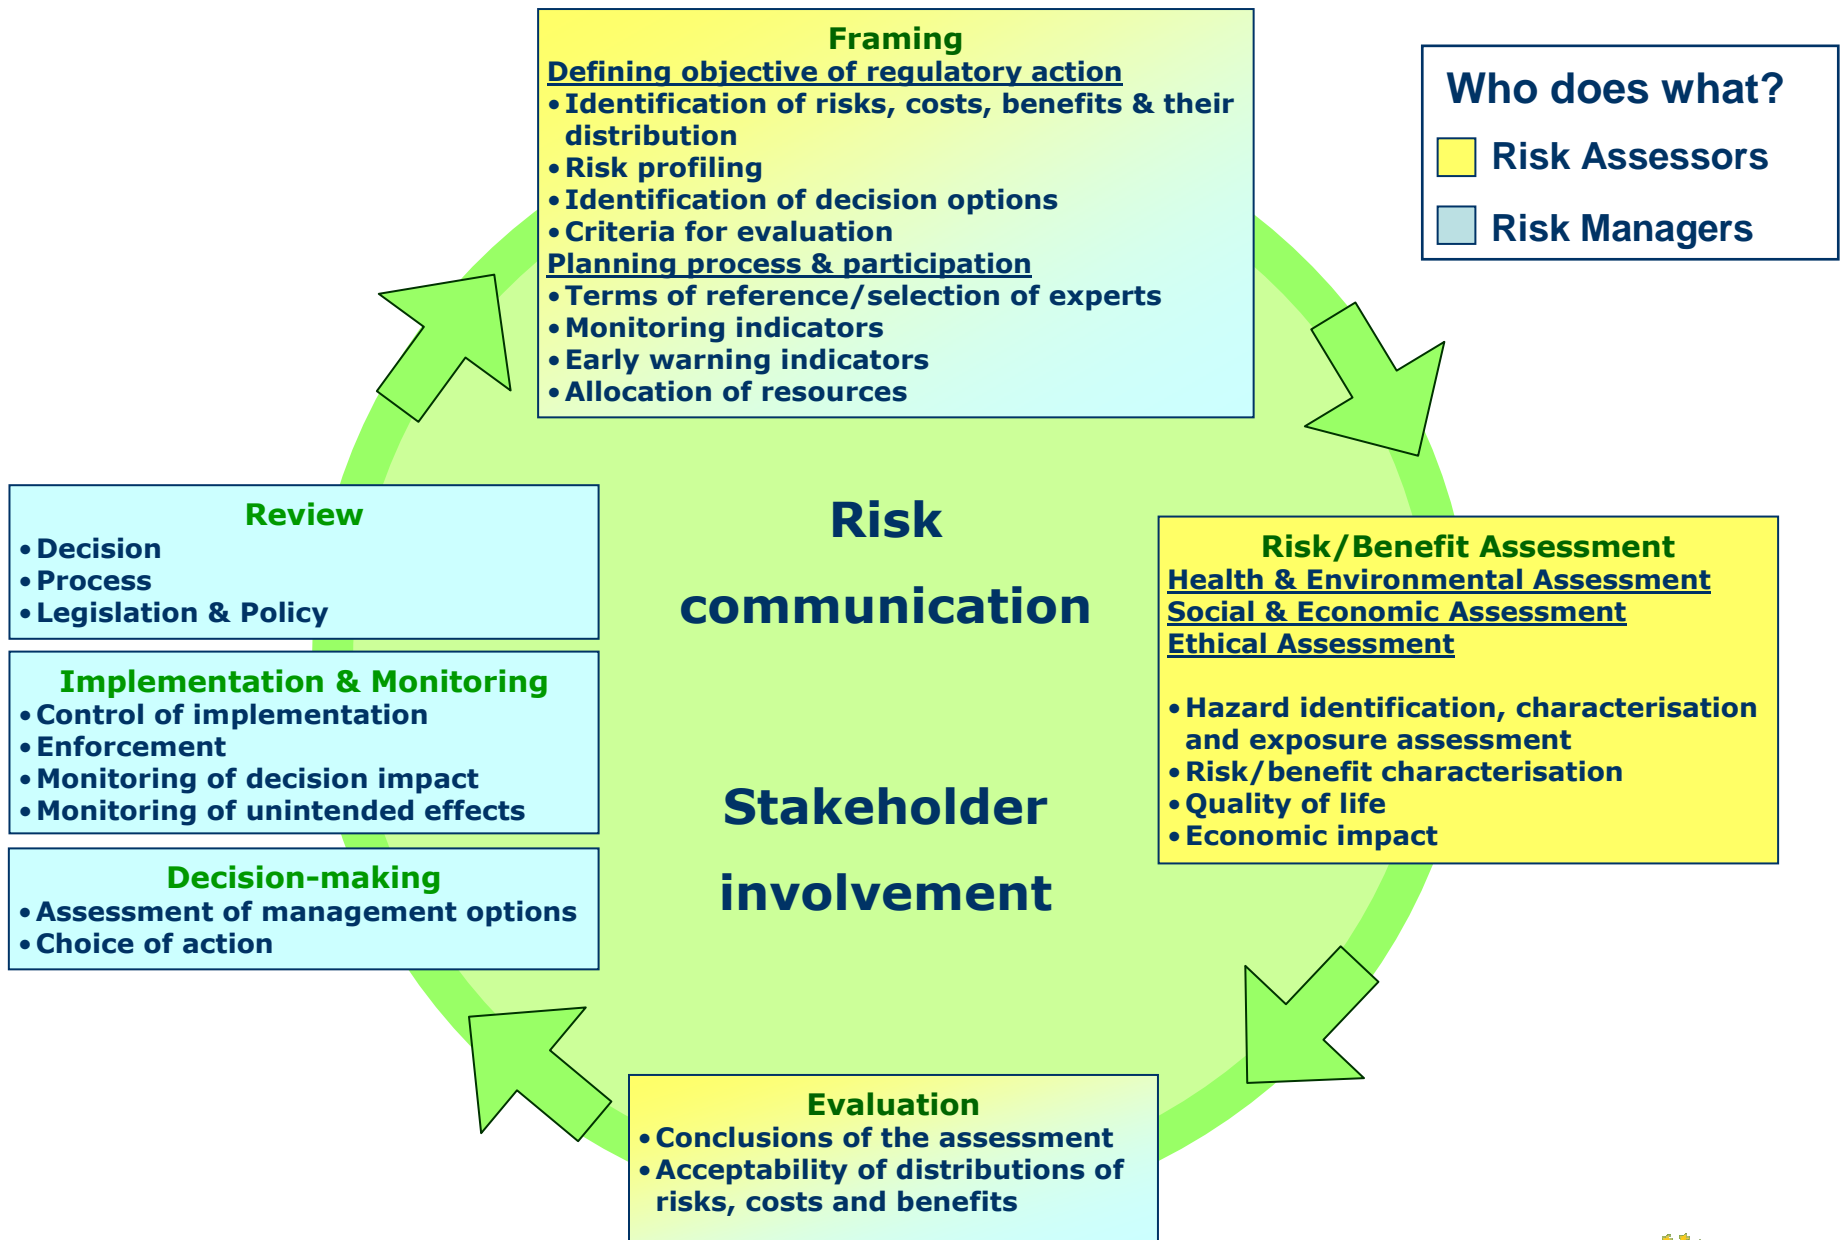 Framing
Defining objective of regulatory action
•Identification of risks, costs, benefits & their
distribution
•Risk profiling
•Identification of decision options
•Criteria for evaluation
Planning process & participation
•Terms of reference/selection of experts
•Monitoring indicators
•Early warning indicators
•Allocation of resources
Who does what?
Risk Assessors
Risk Managers
Review
•Decision
•Process
•Legislation & Policy
Implementation & Monitoring
•Control of implementation
•Enforcement
•Monitoring of decision impact
•Monitoring of unintended effects
Decision-making
•Assessment of management options
•Choice of action
Risk
communication
Stakeholder
involvement
Risk/Benefit Assessment
Health & Environmental Assessment
Social & Economic Assessment
Ethical Assessment
•Hazard identification, characterisation
and exposure assessment
•Risk/benefit characterisation
•Quality of life
•Economic impact
Evaluation
•Conclusions of the assessment
•Acceptability of distributions of
risks, costs and benefits